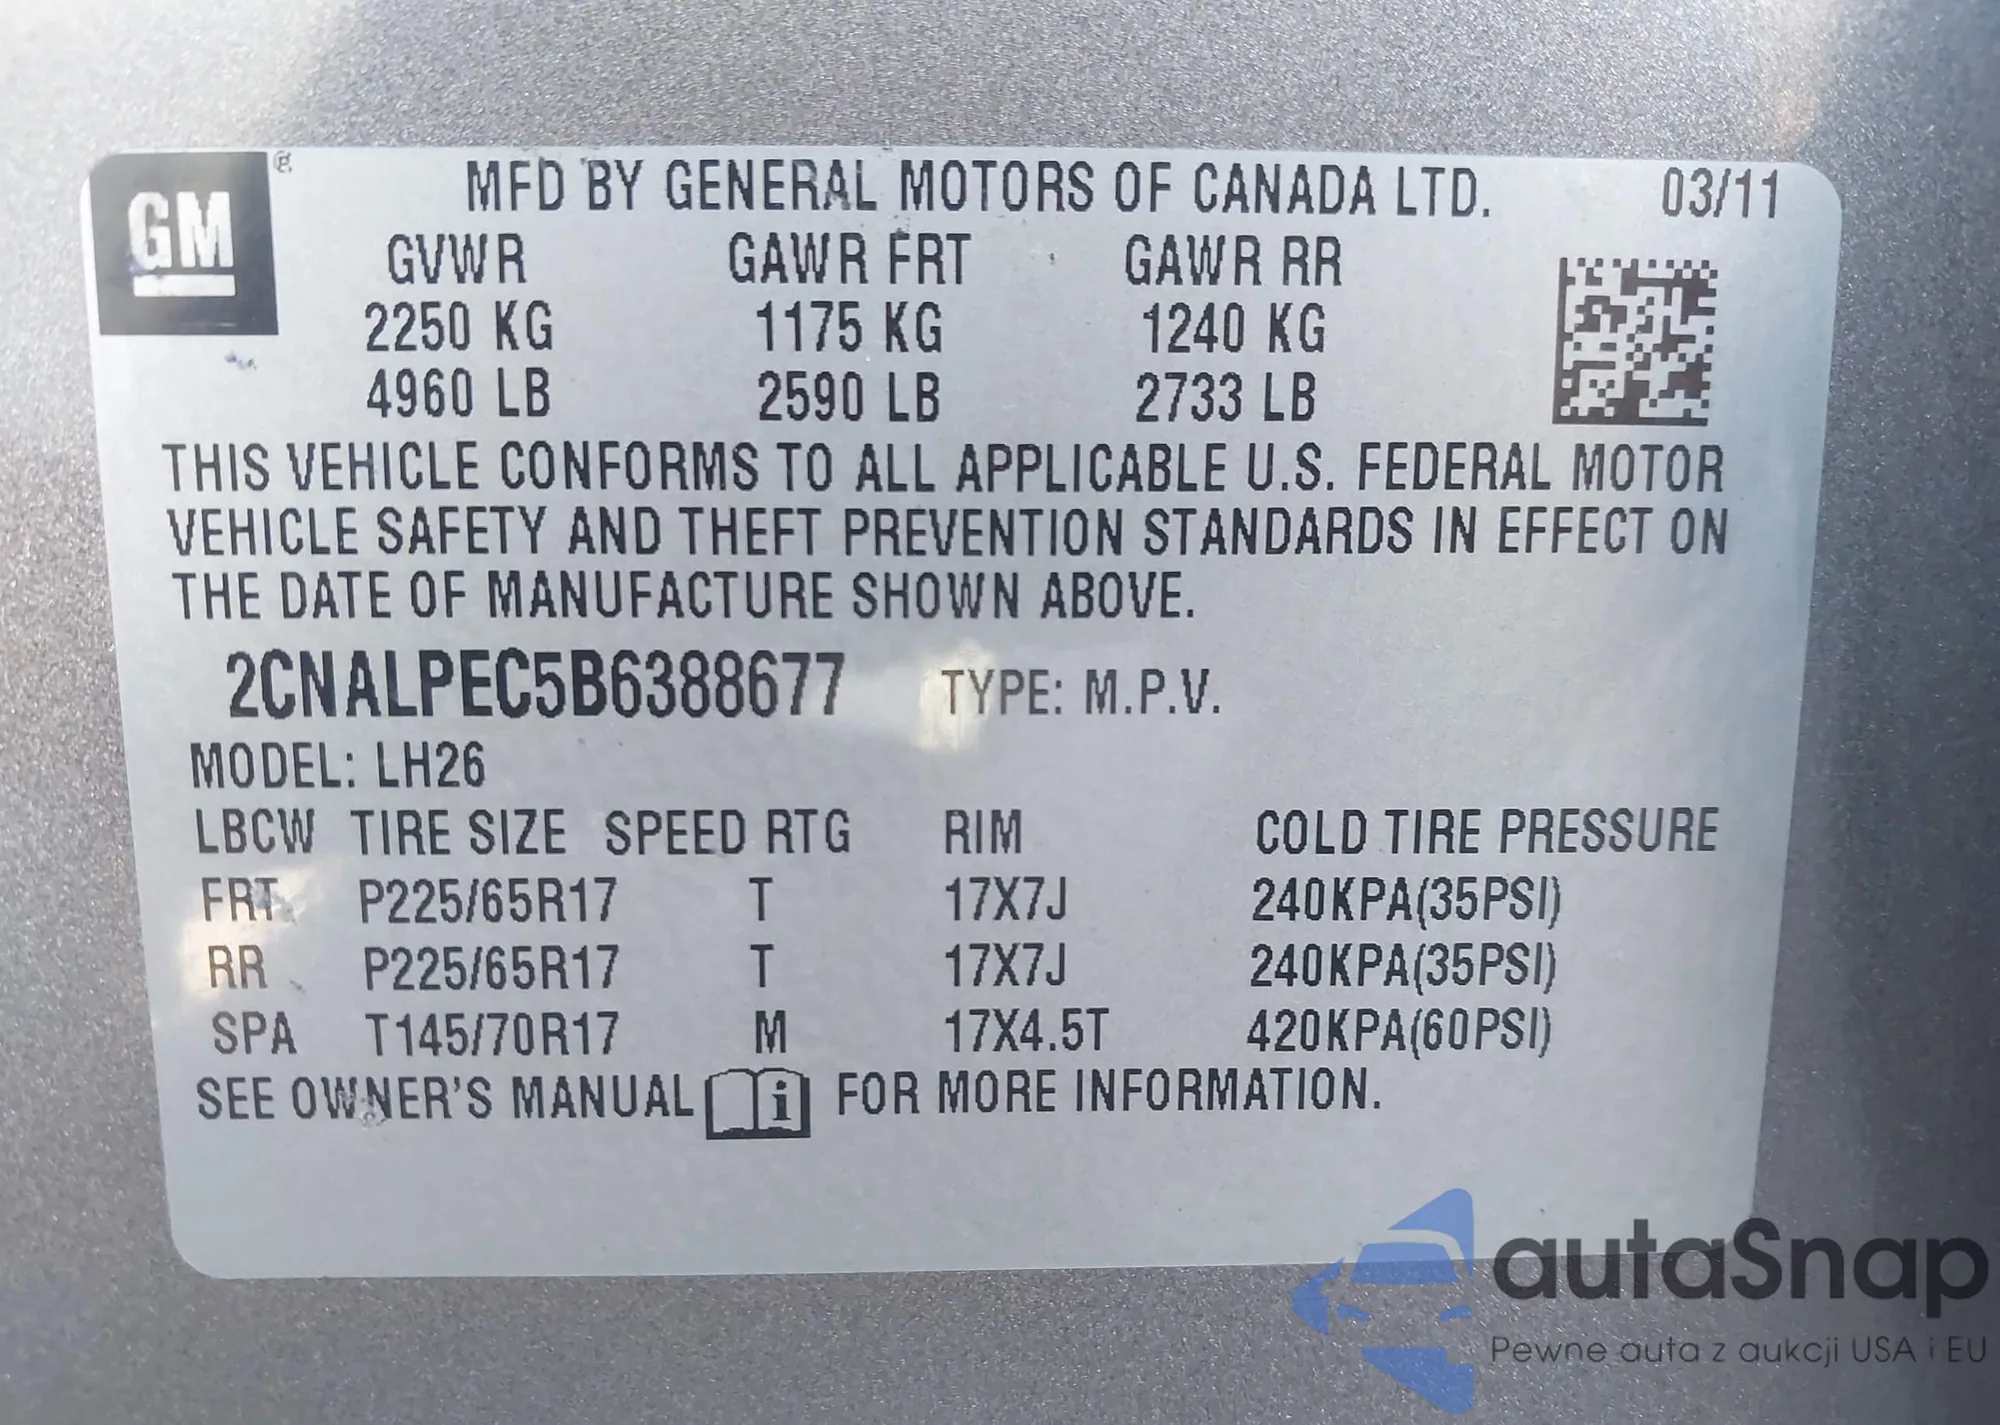 GM
MFD BY GENERAL MOTORS OF CANADA LTD. 03/11
GVWR GAWR FRT GAWR RR
2250 KG 1175 KG 1240 KG
4960 LB 2590 LB 2733 LB
THIS VEHICLE CONFORMS TO ALL APPLICABLE U.S. FEDERAL MOTOR
VEHICLE SAFETY AND THEFT PREVENTION STANDARDS IN EFFECT ON
THE DATE OF MANUFACTURE SHOWN ABOVE.
2CNALPEC5B6388677 TYPE: M.P.V.
MODEL: LH26
LBCW TIRE SIZE SPEED RTG RIM COLD TIRE PRESSURE
FRT P225/65R17 T 17X7J 240KPA(35PSI)
RR P225/65R17 T 17X7J 240KPA(35PSI)
SPA T145/70R17 M 17X4.5T 420KPA(60PSI)
SEE OWNER'S MANUAL i FOR MORE INFORMATION.
autaSnap
Pewne auta z aukcji USA i EU